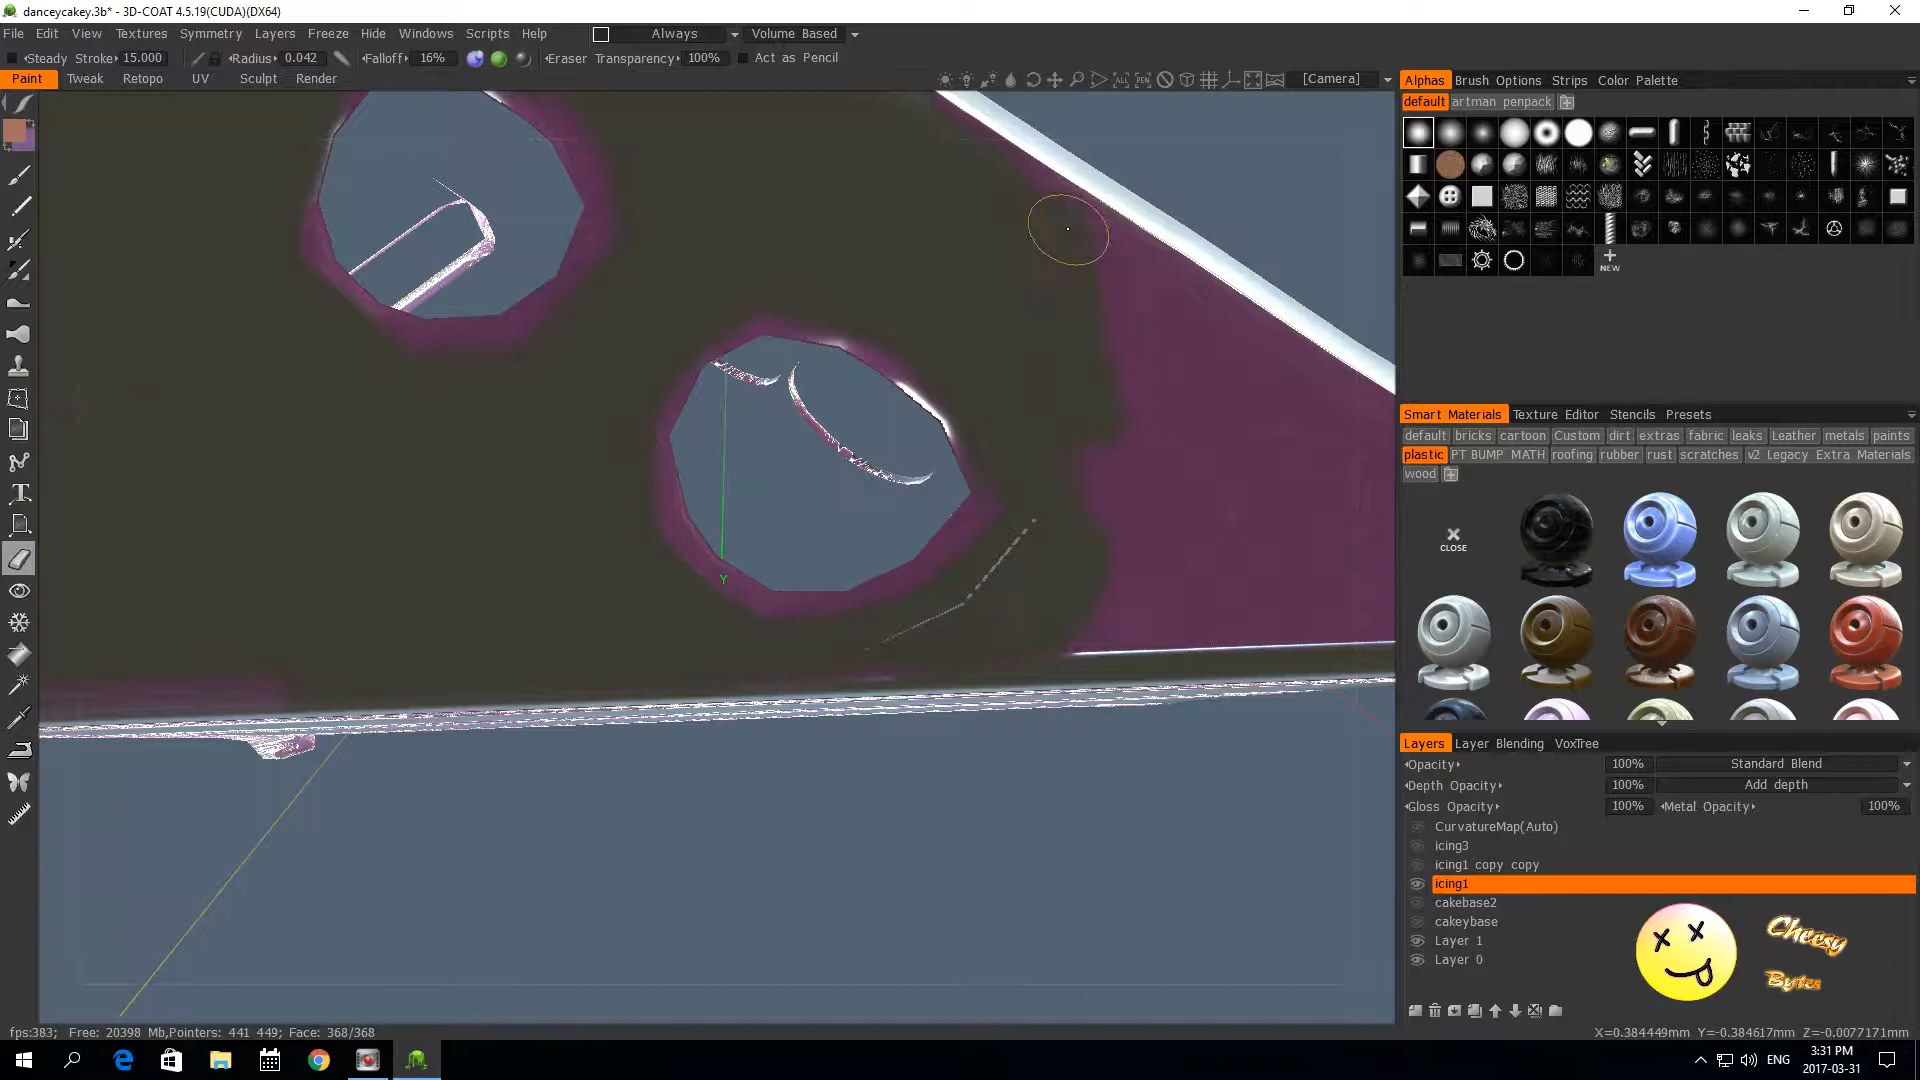 danceycakey.3b* - 3D-COAT 4.5.19(CUDA)(DX64)
File Edit View Textures Symmetry Layers Freeze Hide Windows Scripts Help Always Volume Based
Steady Stroke 15.000 Radius 0.042 Falloff 16% Eraser Transparency 100% Act as Pencil
Paint Tweak Retopo UV Sculpt Render ALL PEN [Camera]
Alphas Brush Options Strips Color Palette
default artman penpack
NEW
Y
Smart Materials Texture Editor Stencils Presets
default bricks cartoon Custom dirt extras fabric leaks Leather metals paints
plastic PT BUMP MATH roofing rubber rust scratches v2 Legacy Extra Materials
wood
CLOSE
Layers Layer Blending VoxTree
Opacity 100% Standard Blend
Depth Opacity 100% Add depth
Gloss Opacity 100% Metal Opacity 100%
CurvatureMap(Auto)
icing3
icing1 copy copy
icing1
cakebase2
cakeybase
Layer 1
Layer 0
Cheesy
Bytes
fps:383; Free: 20398 Mb,Pointers: 441 449; Face: 368/368
X=0.384449mm Y=-0.384617mm Z=-0.0077171mm
ENG
3:31 PM
2017-03-31